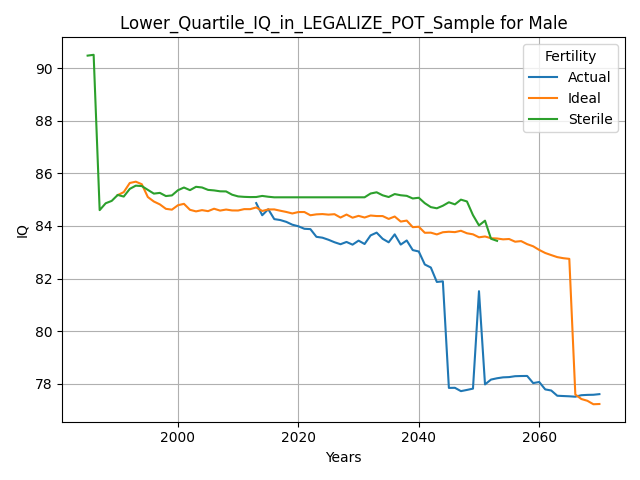 Lower_Quartile_IQ_in_LEGALIZE_POT_Sample for Male
Fertility
Actual
Ideal
Sterile
IQ
90
88
86
84
82
80
78
2000
2020
2040
2060
Years